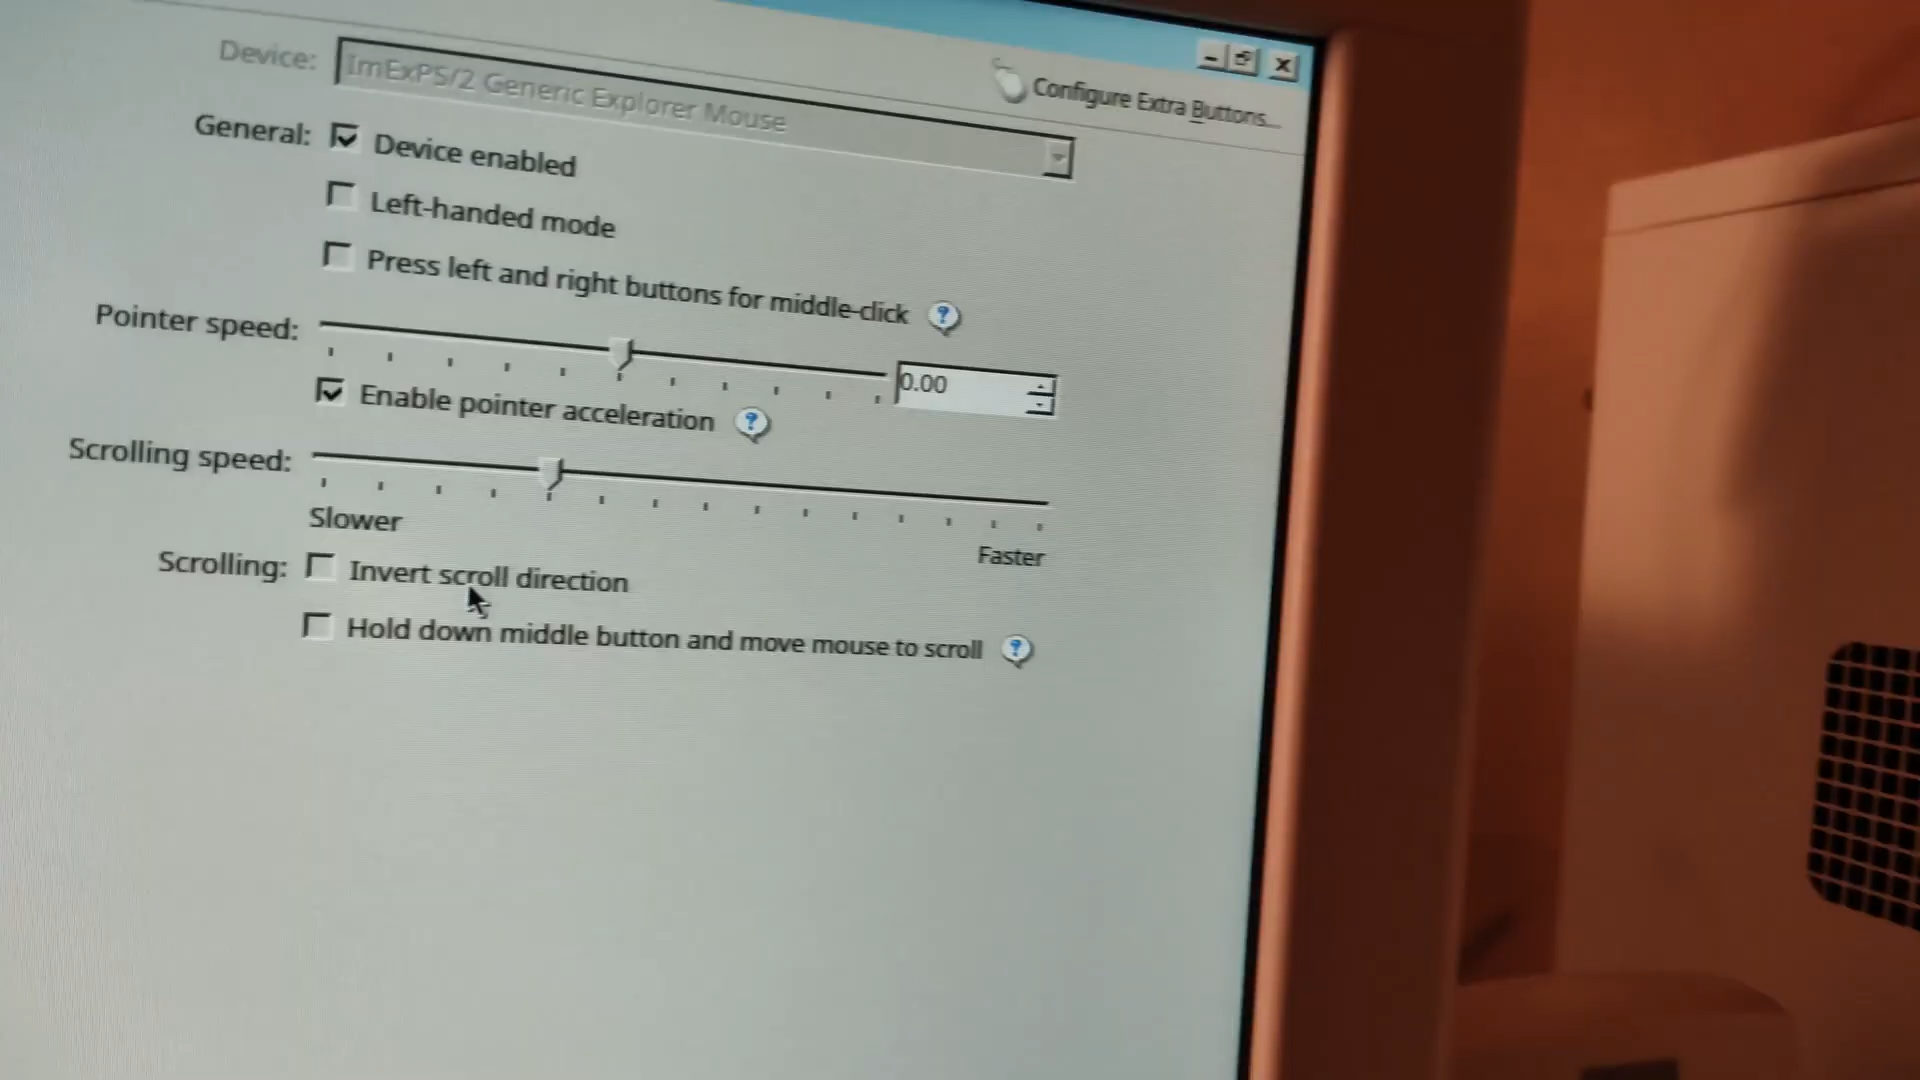 Configure Extra Buttons...
Device: ImExPS/2 Generic Explorer Mouse
General: Device enabled
Left-handed mode
Press left and right buttons for middle-click ?
Pointer speed: 0.00
Enable pointer acceleration ?
Scrolling speed:
Slower Faster
Scrolling: Invert scroll direction
Hold down middle button and move mouse to scroll ?